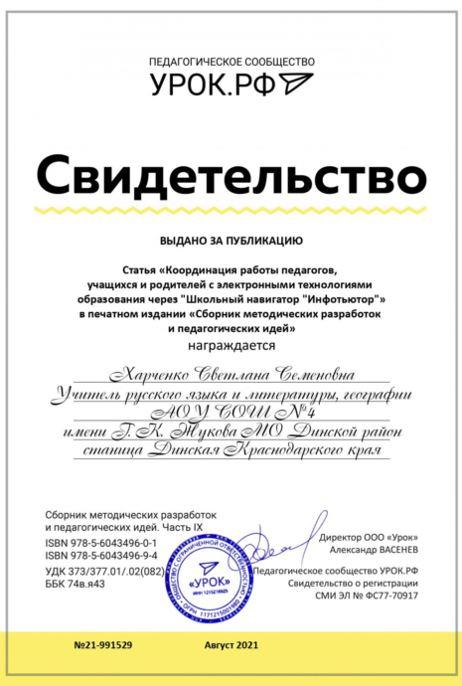 ПЕДАГОГИЧЕСКОЕ СООБЩЕСТВО
УРОК.РФ
Свидетельство
ВЫДАНО ЗА ПУБЛИКАЦИЮ
Статья «Координация работы педагогов,
учащихся и родителей с электронными технологиями
образования через "Школьный навигатор "Инфотьютор"»
в печатном издании «Сборник методических разработок
и педагогических идей»
награждается
Харченко Светлана Семеновна
Учитель русского языка и литературы, географии
АОУ СОШ №4
имени Г. К. Жукова МО Динской район
станица Динская Краснодарского края
Сборник методических разработок
и педагогических идей. Часть IX
ISBN 978-5-6043496-0-1
ISBN 978-5-6043496-9-4
УДК 373/377.01/.02(082)
ББК 74в.я43
Директор ООО «Урок»
Александр ВАСЕНЕВ
Педагогическое сообщество УРОК.РФ
Свидетельство о регистрации
СМИ ЭЛ № ФС77-70917
ОБЩЕСТВО С ОГРАНИЧЕННОЙ ОТВЕТСТВЕННОСТЬЮ
«УРОК»
№21-991529
Август 2021